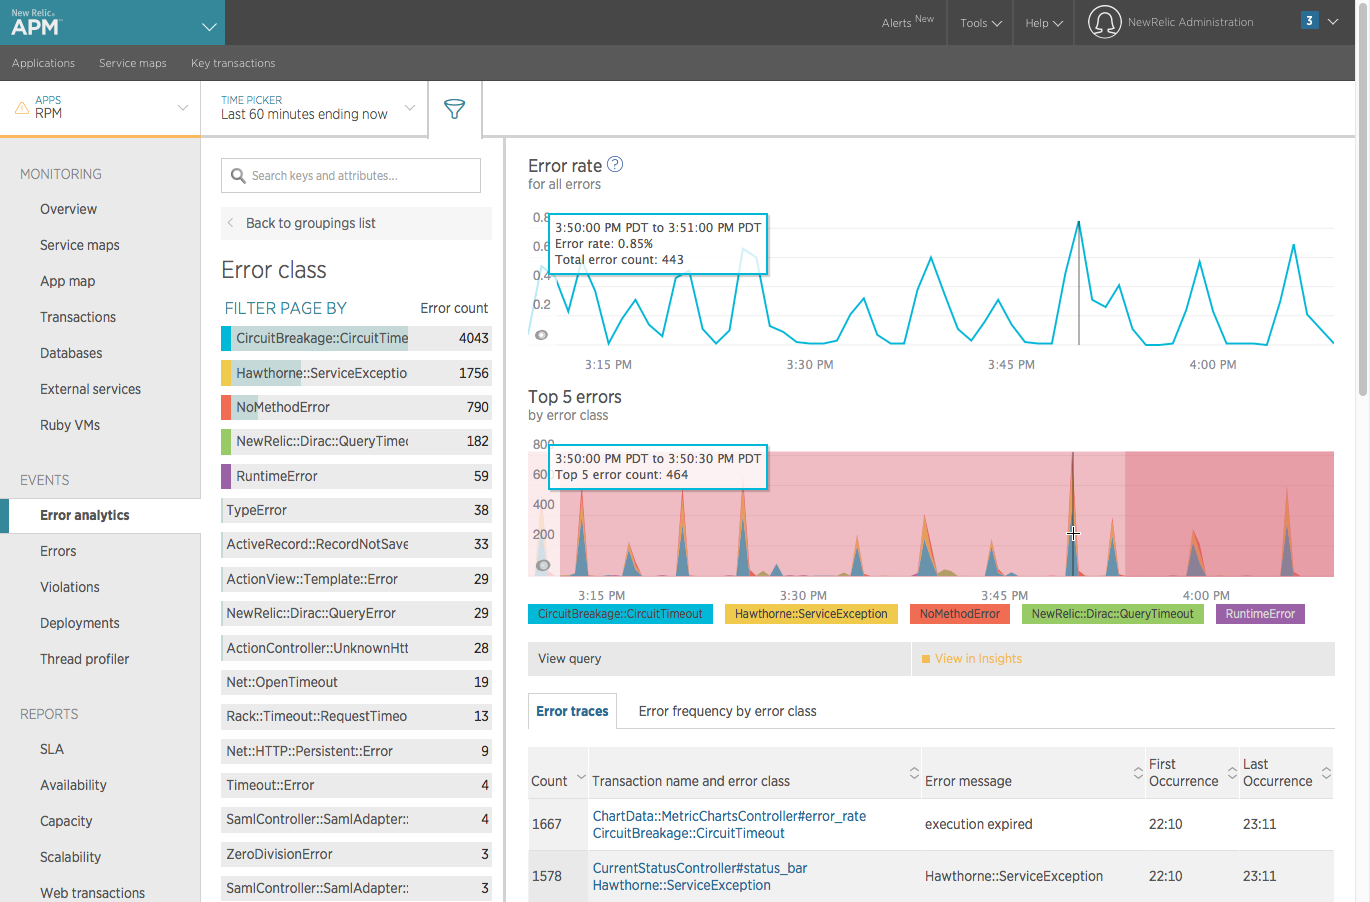 New Relic.
APM™
Alerts New
Tools
Help
NewRelic Administration
3
Applications
Service maps
Key transactions
APPS
RPM
TIME PICKER
Last 60 minutes ending now
MONITORING
Overview
Service maps
App map
Transactions
Databases
External services
Ruby VMs
EVENTS
Error analytics
Errors
Violations
Deployments
Thread profiler
REPORTS
SLA
Availability
Capacity
Scalability
Web transactions
Search keys and attributes...
Back to groupings list
Error class
FILTER PAGE BY Error count
CircuitBreakage::CircuitTime 4043
Hawthorne::ServiceExceptio 1756
NoMethodError 790
NewRelic::Dirac::QueryTimeo 182
RuntimeError 59
TypeError 38
ActiveRecord::RecordNotSave 33
ActionView::Template::Error 29
NewRelic::Dirac::QueryError 29
ActionController::UnknownHtt 28
Net::OpenTimeout 19
Rack::Timeout::RequestTimeo 13
Net::HTTP::Persistent::Error 9
Timeout::Error 4
SamlController::SamlAdapter:: 4
ZeroDivisionError 3
SamlController::SamlAdapter:: 3
Error rate ?
for all errors
0.8
0.6
0.4
0.2
3:50:00 PM PDT to 3:51:00 PM PDT
Error rate: 0.85%
Total error count: 443
3:15 PM 3:30 PM 3:45 PM 4:00 PM
Top 5 errors
by error class
800
600
400
200
3:50:00 PM PDT to 3:50:30 PM PDT
Top 5 error count: 464
3:15 PM 3:30 PM 3:45 PM 4:00 PM
CircuitBreakage::CircuitTimeout Hawthorne::ServiceException NoMethodError NewRelic::Dirac::QueryTimeout RuntimeError
View query
View in Insights
Error traces
Error frequency by error class
Count
Transaction name and error class
Error message
First
Occurrence
Last
Occurrence
1667
ChartData::MetricChartsController#error_rate
CircuitBreakage::CircuitTimeout
execution expired
22:10
23:11
1578
CurrentStatusController#status_bar
Hawthorne::ServiceException
Hawthorne::ServiceException
22:10
23:11